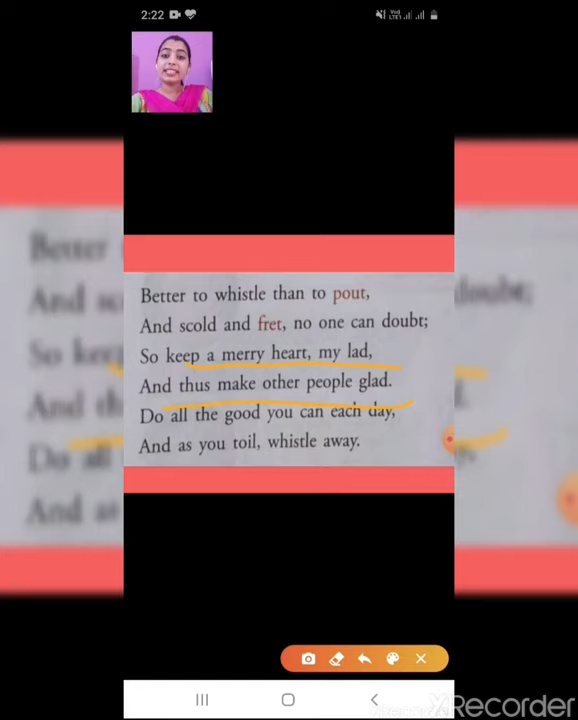 2:22
Better to whistle than to pout,
And scold and fret, no one can doubt;
So keep a merry heart, my lad,
And thus make other people glad.
Do all the good you can each day,
And as you toil, whistle away.
XRecorder